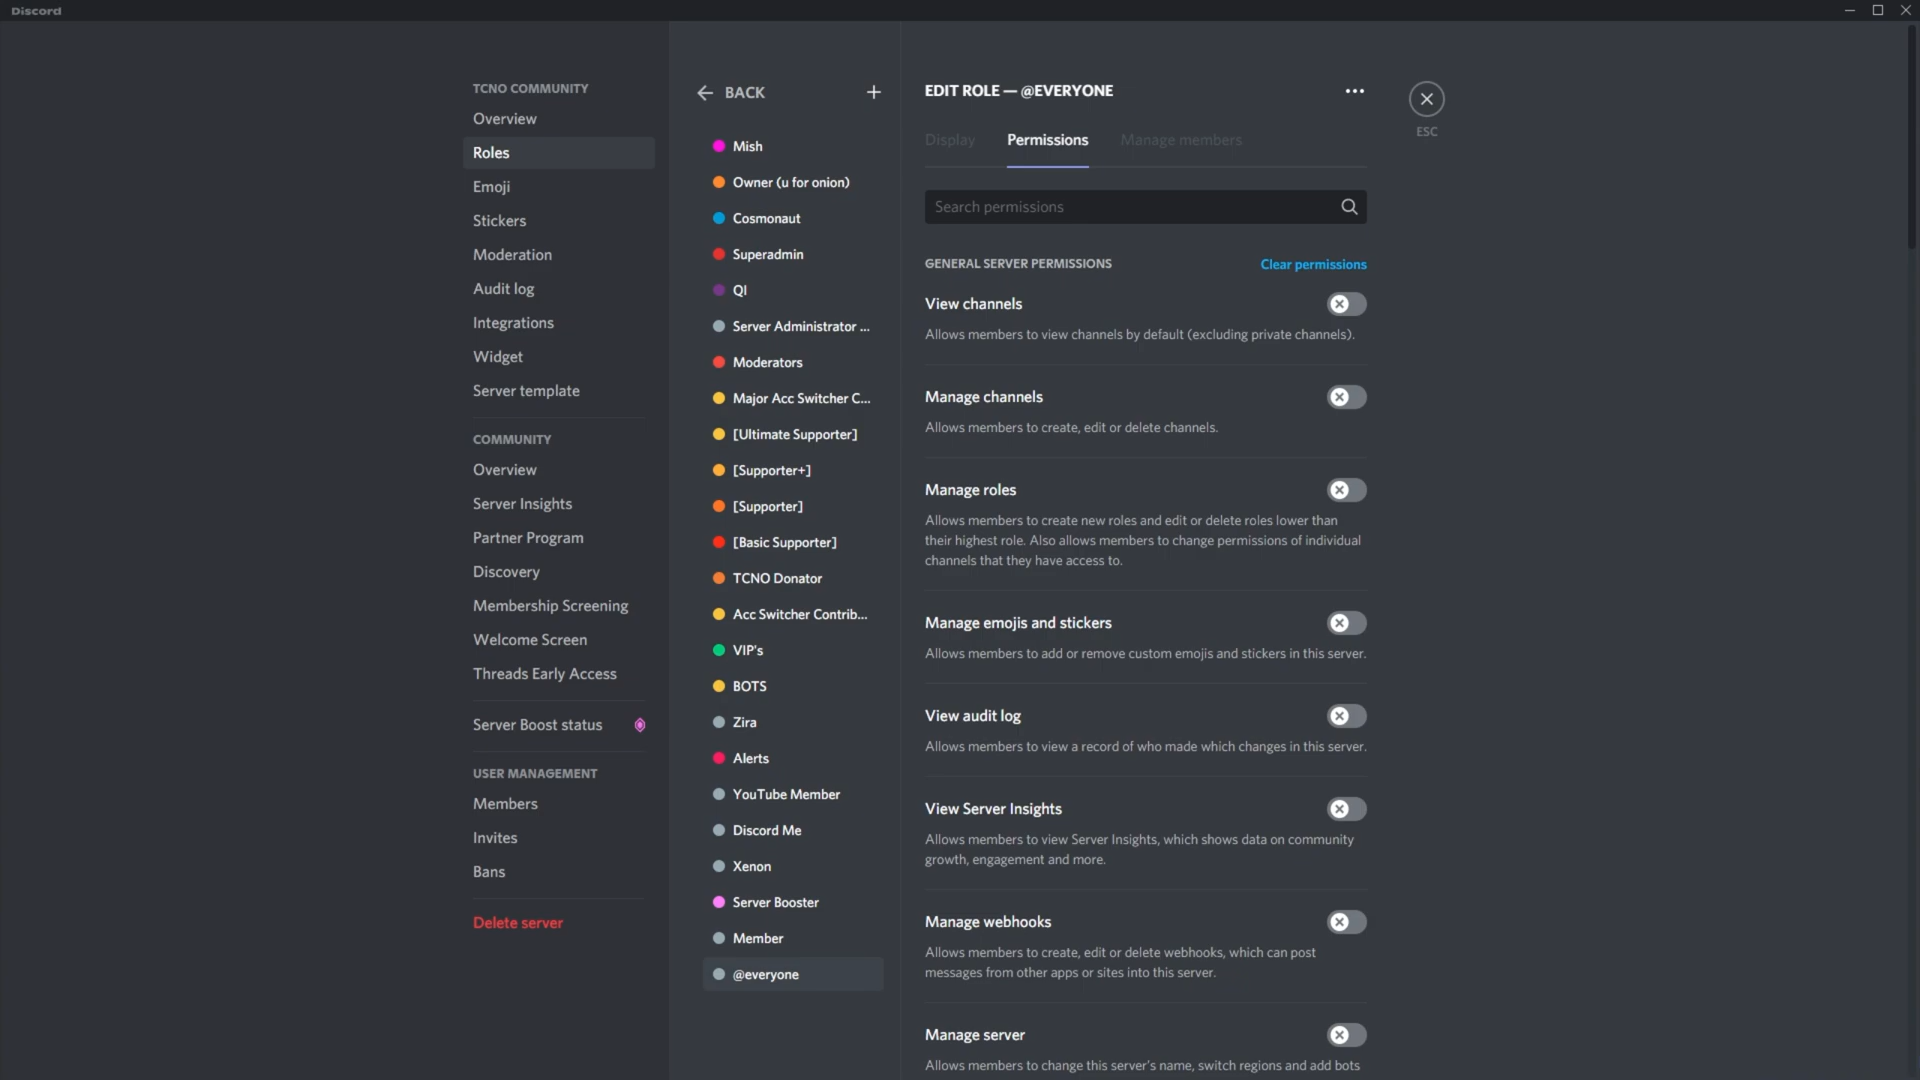 Discord
TCNO COMMUNITY
Overview
Roles
Emoji
Stickers
Moderation
Audit log
Integrations
Widget
Server template
COMMUNITY
Overview
Server Insights
Partner Program
Discovery
Membership Screening
Welcome Screen
Threads Early Access
Server Boost status
USER MANAGEMENT
Members
Invites
Bans
Delete server
BACK
Mish
Owner (u for onion)
Cosmonaut
Superadmin
QI
Server Administrator ...
Moderators
Major Acc Switcher C...
[Ultimate Supporter]
[Supporter+]
[Supporter]
[Basic Supporter]
TCNO Donator
Acc Switcher Contrib...
VIP's
BOTS
Zira
Alerts
YouTube Member
Discord Me
Xenon
Server Booster
Member
@everyone
EDIT ROLE — @EVERYONE
ESC
Display Permissions Manage members
Search permissions
GENERAL SERVER PERMISSIONS Clear permissions
View channels
Allows members to view channels by default (excluding private channels).
Manage channels
Allows members to create, edit or delete channels.
Manage roles
Allows members to create new roles and edit or delete roles lower than
their highest role. Also allows members to change permissions of individual
channels that they have access to.
Manage emojis and stickers
Allows members to add or remove custom emojis and stickers in this server.
View audit log
Allows members to view a record of who made which changes in this server.
View Server Insights
Allows members to view Server Insights, which shows data on community
growth, engagement and more.
Manage webhooks
Allows members to create, edit or delete webhooks, which can post
messages from other apps or sites into this server.
Manage server
Allows members to change this server's name, switch regions and add bots